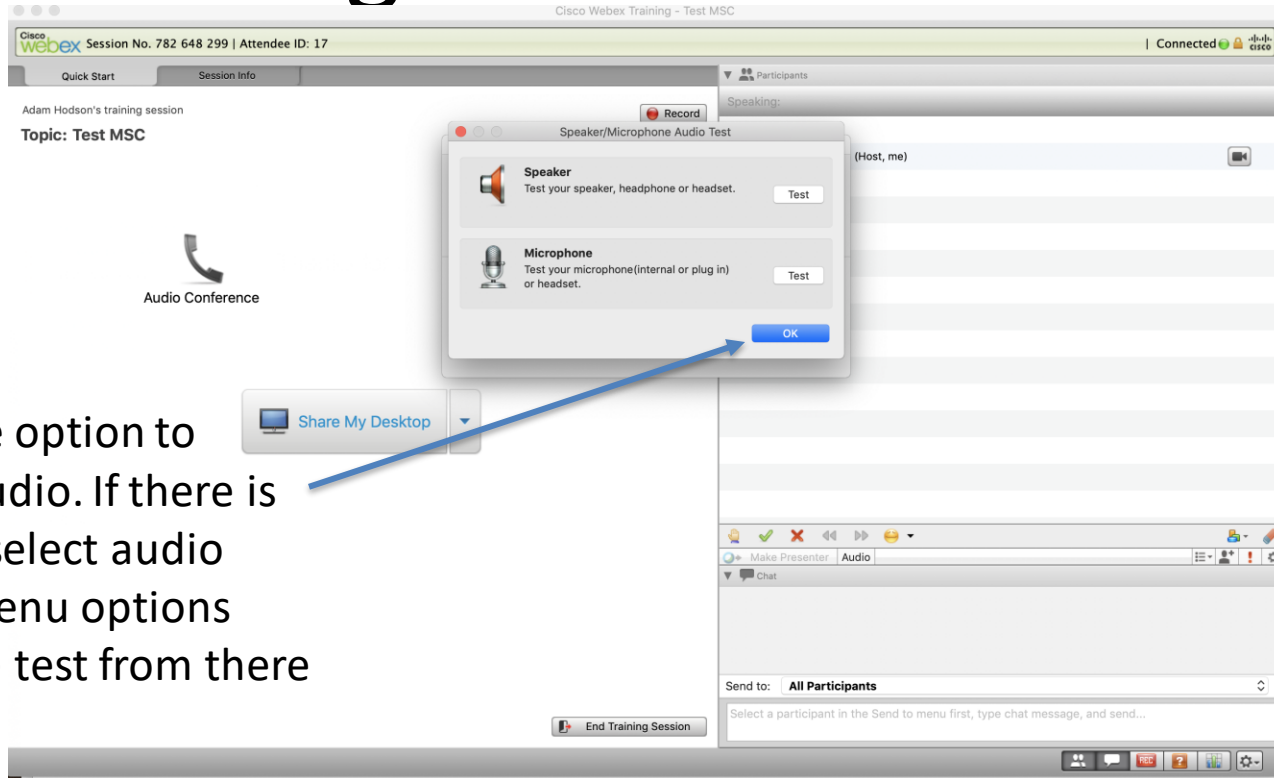 g
Cisco Webex Training - Test MSC
Cisco webex Session No. 782 648 299 | Attendee ID: 17
| Connected
cisco
Quick Start
Session Info
Participants
Adam Hodson's training session
Record
Speaking:
Topic: Test MSC
Speaker/Microphone Audio Test
(Host, me)
Speaker
Test your speaker, headphone or headset.
Test
Microphone
Test your microphone(internal or plug in)
or headset.
Test
OK
Audio Conference
Share My Desktop
option to
dio. If there is
select audio
enu options
test from there
Make Presenter
Audio
Chat
Send to: All Participants
Select a participant in the Send to menu first, type chat message, and send...
End Training Session
REC